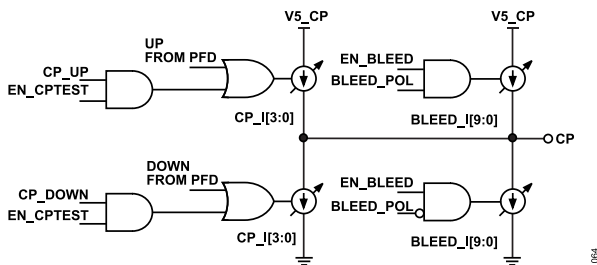 V5_CP
V5_CP
UP
FROM PFD
EN_BLEED
CP_UP
BLEED_POL
EN_CPTEST
CP_I[3:0]
BLEED_I[9:0]
CP
DOWN
FROM PFD
EN_BLEED
CP_DOWN
BLEED_POL
EN_CPTEST
CP_I[3:0]
BLEED_I[9:0]
064